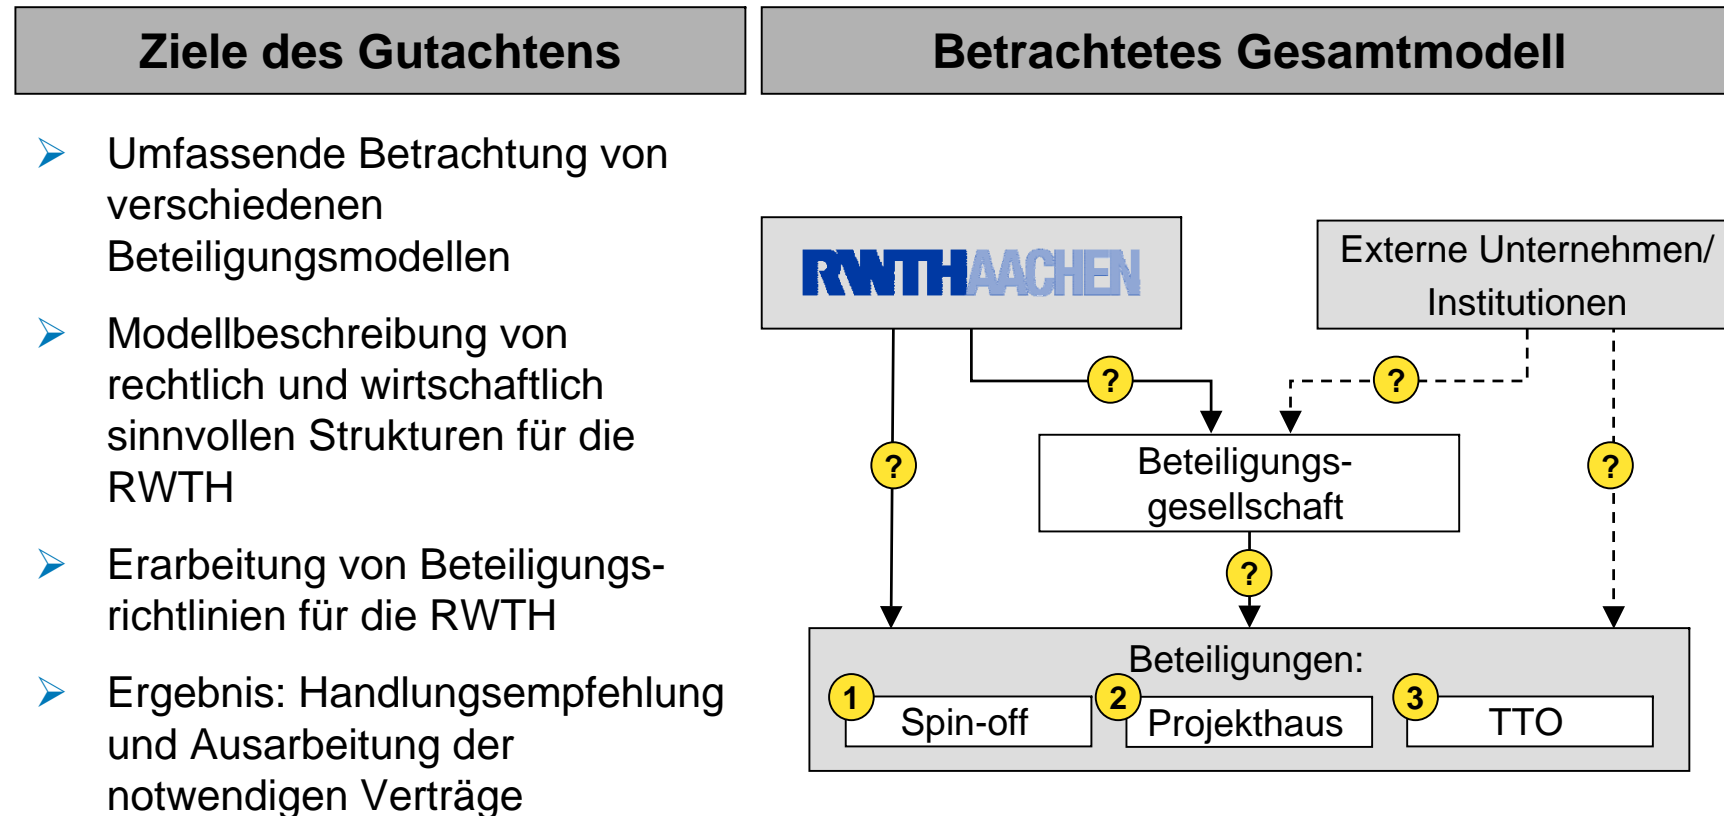 Ziele des Gutachtens
Umfassende Betrachtung von
verschiedenen
Beteiligungsmodellen
Modellbeschreibung von
rechtlich und wirtschaftlich
sinnvollen Strukturen für die
RWTH
Erarbeitung von Beteiligungs-
richtlinien für die RWTH
Ergebnis: Handlungsempfehlung
und Ausarbeitung der
notwendigen Verträge
Betrachtetes Gesamtmodell
RWTHAACHEN
Externe Unternehmen/
Institutionen
?
?
?
?
Beteiligungs-
gesellschaft
?
Beteiligungen:
1
Spin-off
2
Projekthaus
3
TTO